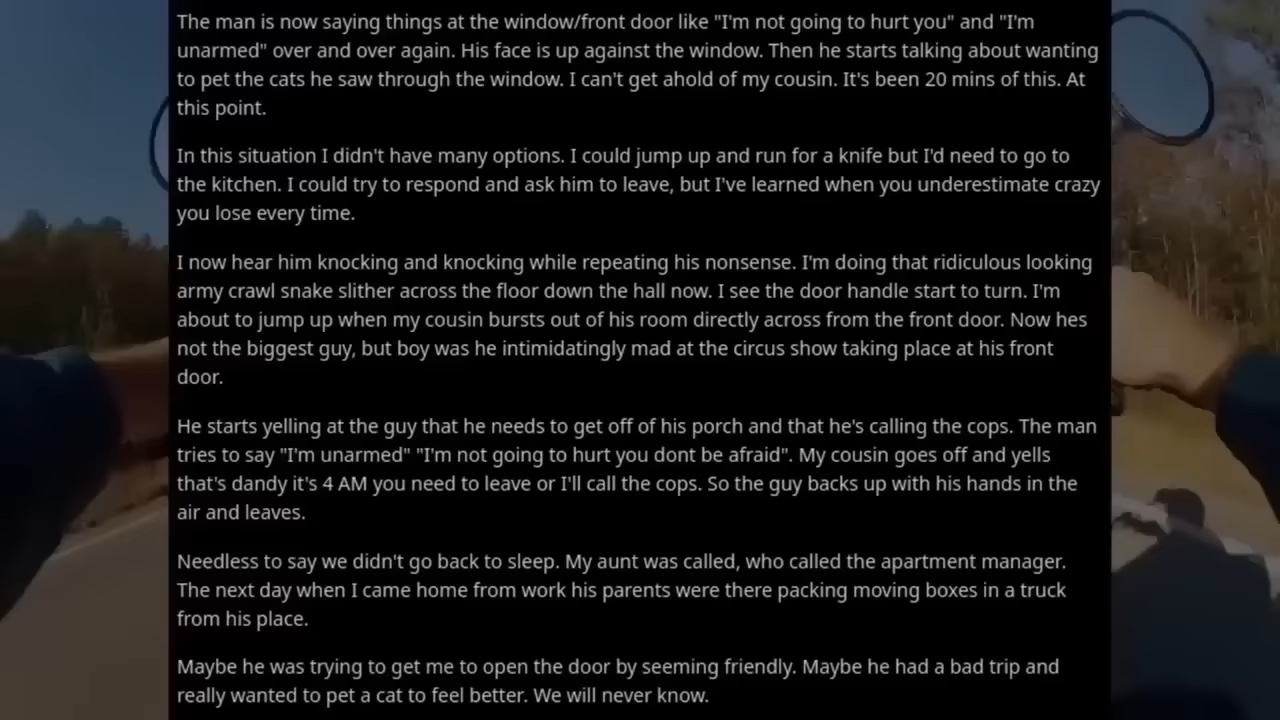 The man is now saying things at the window/front door like "I'm not going to hurt you" and "I'm
unarmed" over and over again. His face is up against the window. Then he starts talking about wanting
to pet the cats he saw through the window. I can't get ahold of my cousin. It's been 20 mins of this. At
this point.
In this situation I didn't have many options. I could jump up and run for a knife but I'd need to go to
the kitchen. I could try to respond and ask him to leave, but I've learned when you underestimate crazy
you lose every time.
I now hear him knocking and knocking while repeating his nonsense. I'm doing that ridiculous looking
army crawl snake slither across the floor down the hall now. I see the door handle start to turn. I'm
about to jump up when my cousin bursts out of his room directly across from the front door. Now hes
not the biggest guy, but boy was he intimidatingly mad at the circus show taking place at his front
door.
He starts yelling at the guy that he needs to get off of his porch and that he's calling the cops. The man
tries to say "I'm unarmed" "I'm not going to hurt you dont be afraid". My cousin goes off and yells
that's dandy it's 4 AM you need to leave or I'll call the cops. So the guy backs up with his hands in the
air and leaves.
Needless to say we didn't go back to sleep. My aunt was called, who called the apartment manager.
The next day when I came home from work his parents were there packing moving boxes in a truck
from his place.
Maybe he was trying to get me to open the door by seeming friendly. Maybe he had a bad trip and
really wanted to pet a cat to feel better. We will never know.